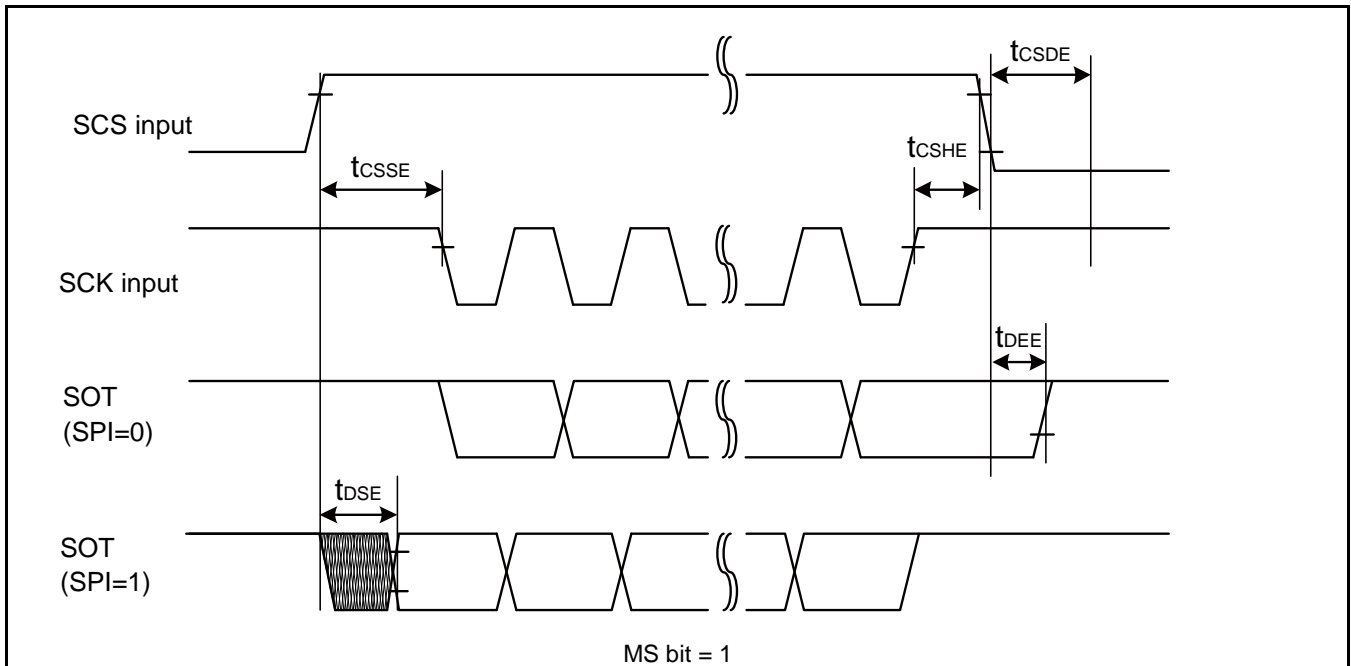 tCSDE
SCS input
tCSHE
tCSSE
SCK input
tDEE
SOT
(SPI=0)
tDSE
SOT
(SPI=1)
MS bit = 1